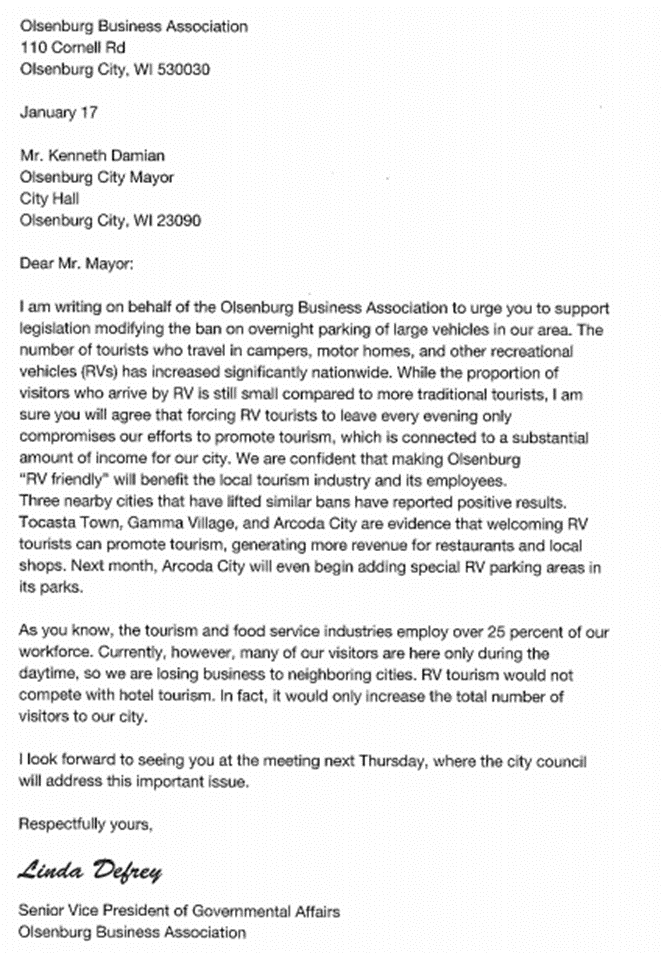 Olsenburg Business Association
110 Cornell Rd
Olsenburg City, WI 530030
January 17
Mr. Kenneth Damian
Olsenburg City Mayor
City Hall
Olsenburg City, WI 23090
Dear Mr. Mayor:
I am writing on behalf of the Olsenburg Business Association to urge you to support
legislation modifying the ban on overnight parking of large vehicles in our area. The
number of tourists who travel in campers, motor homes, and other recreational
vehicles (RVs) has increased significantly nationwide. While the proportion of
visitors who arrive by RV is still small compared to more traditional tourists, I am
sure you will agree that forcing RV tourists to leave every evening only
compromises our efforts to promote tourism, which is connected to a substantial
amount of income for our city. We are confident that making Olsenburg
"RV friendly" will benefit the local tourism industry and its employees.
Three nearby cities that have lifted similar bans have reported positive results.
Tocasta Town, Gamma Village, and Arcoda City are evidence that welcoming RV
tourists can promote tourism, generating more revenue for restaurants and local
shops. Next month, Arcoda City will even begin adding special RV parking areas in
its parks.
As you know, the tourism and food service industries employ over 25 percent of our
workforce. Currently, however, many of our visitors are here only during the
daytime, so we are losing business to neighboring cities. RV tourism would not
compete with hotel tourism. In fact, it would only increase the total number of
visitors to our city.
I look forward to seeing you at the meeting next Thursday, where the city council
will address this important issue.
Respectfully yours,
Linda Defrey
Senior Vice President of Governmental Affairs
Olsenburg Business Association